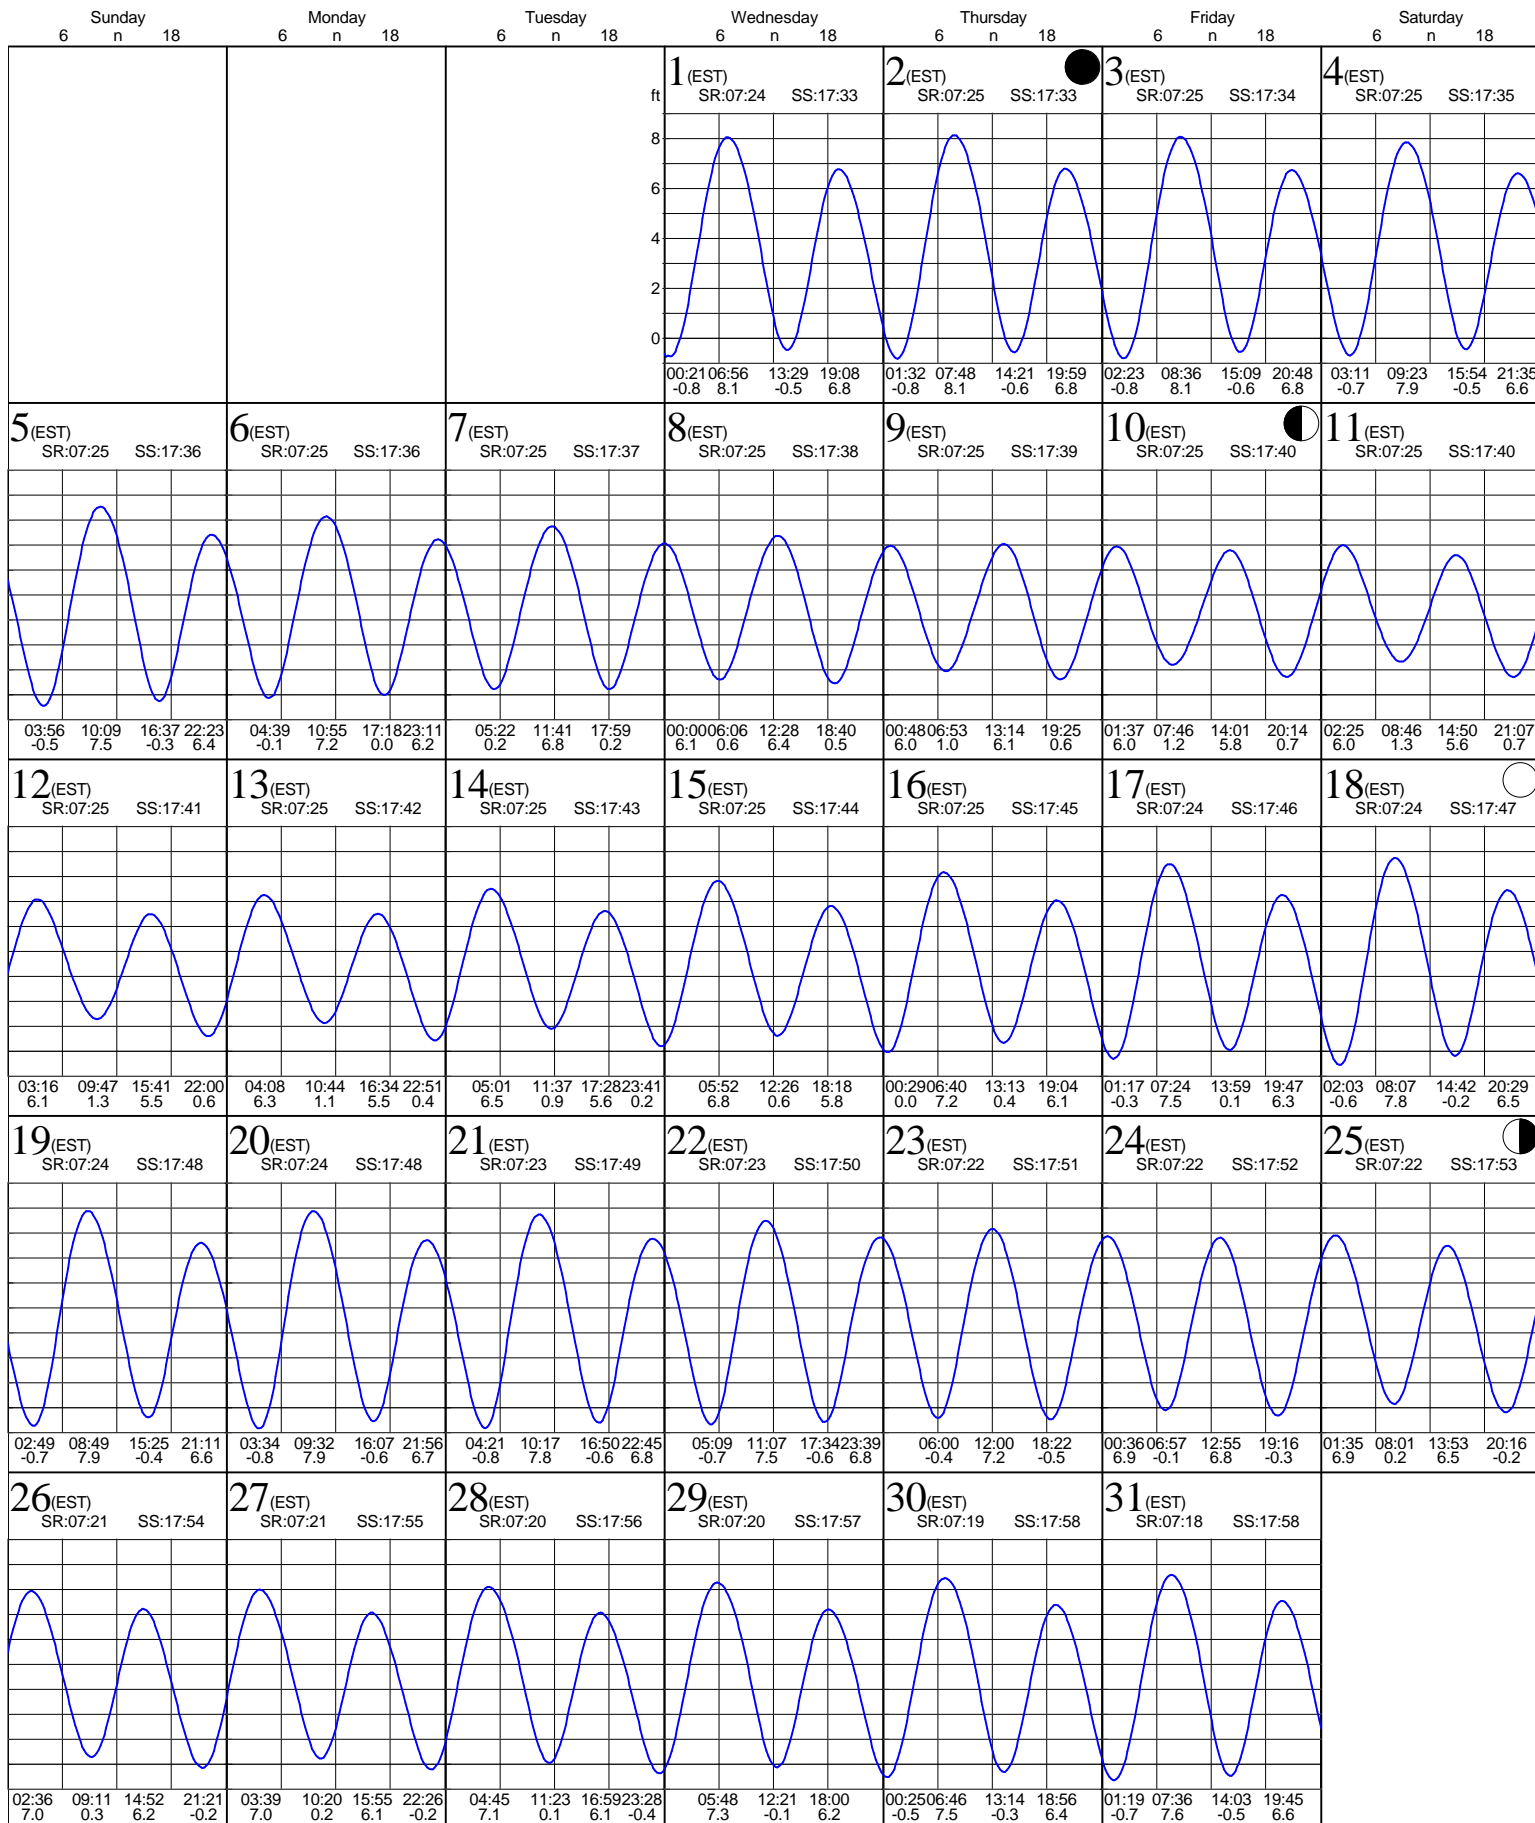 Sunday Monday Tuesday Wednesday Thursday Friday Saturday
6 n 18 6 n 18 6 n 18 6 n 18 6 n 18 6 n 18 6 n 18
1(EST) 2(EST) 3(EST) 4(EST)
ft SR:07:24 SS:17:33 SR:07:25 SS:17:33 SR:07:25 SS:17:34 SR:07:25 SS:17:35
8
6
4
2
0
00:21 06:56 13:29 19:08 01:32 07:48 14:21 19:59 02:23 08:36 15:09 20:48 03:11 09:23 15:54 21:35
-0.8 8.1 -0.5 6.8 -0.8 8.1 -0.6 6.8 -0.8 8.1 -0.6 6.8 -0.7 7.9 -0.5 6.6
5(EST) 6(EST) 7(EST) 8(EST) 9(EST) 10(EST) 11(EST)
SR:07:25 SS:17:36 SR:07:25 SS:17:36 SR:07:25 SS:17:37 SR:07:25 SS:17:38 SR:07:25 SS:17:39 SR:07:25 SS:17:40 SR:07:25 SS:17:40
03:56 10:09 16:37 22:23 04:39 10:55 17:18 23:11 05:22 11:41 17:59 00:00 06:06 12:28 18:40 00:48 06:53 13:14 19:25 01:37 07:46 14:01 20:14 02:25 08:46 14:50 21:07
-0.5 7.5 -0.3 6.4 -0.1 7.2 0.0 6.2 0.2 6.8 0.2 6.1 0.6 6.4 0.5 6.0 1.0 6.1 0.6 6.0 1.2 5.8 0.7 6.0 1.3 5.6 0.7
12(EST) 13(EST) 14(EST) 15(EST) 16(EST) 17(EST) 18(EST)
SR:07:25 SS:17:41 SR:07:25 SS:17:42 SR:07:25 SS:17:43 SR:07:25 SS:17:44 SR:07:25 SS:17:45 SR:07:24 SS:17:46 SR:07:24 SS:17:47
03:16 09:47 15:41 22:00 04:08 10:44 16:34 22:51 05:01 11:37 17:28 23:41 05:52 12:26 18:18 00:29 06:40 13:13 19:04 01:17 07:24 13:59 19:47 02:03 08:07 14:42 20:29
6.1 1.3 5.5 0.6 6.3 1.1 5.5 0.4 6.5 0.9 5.6 0.2 6.8 0.6 5.8 0.0 7.2 0.4 6.1 -0.3 7.5 0.1 6.3 -0.6 7.8 -0.2 6.5
19(EST) 20(EST) 21(EST) 22(EST) 23(EST) 24(EST) 25(EST)
SR:07:24 SS:17:48 SR:07:24 SS:17:48 SR:07:23 SS:17:49 SR:07:23 SS:17:50 SR:07:22 SS:17:51 SR:07:22 SS:17:52 SR:07:22 SS:17:53
02:49 08:49 15:25 21:11 03:34 09:32 16:07 21:56 04:21 10:17 16:50 22:45 05:09 11:07 17:34 23:39 06:00 12:00 18:22 00:36 06:57 12:55 19:16 01:35 08:01 13:53 20:16
-0.7 7.9 -0.4 6.6 -0.8 7.9 -0.6 6.7 -0.8 7.8 -0.6 6.8 -0.7 7.5 -0.6 6.8 -0.4 7.2 -0.5 6.9 -0.1 6.8 -0.3 6.9 0.2 6.5 -0.2
26(EST) 27(EST) 28(EST) 29(EST) 30(EST) 31(EST)
SR:07:21 SS:17:54 SR:07:21 SS:17:55 SR:07:20 SS:17:56 SR:07:20 SS:17:57 SR:07:19 SS:17:58 SR:07:18 SS:17:58
02:36 09:11 14:52 21:21 03:39 10:20 15:55 22:26 04:45 11:23 16:59 23:28 05:48 12:21 18:00 00:25 06:46 13:14 18:56 01:19 07:36 14:03 19:45
7.0 0.3 6.2 -0.2 7.0 0.2 6.1 -0.2 7.1 0.1 6.1 -0.4 7.3 -0.1 6.2 -0.5 7.5 -0.3 6.4 -0.7 7.6 -0.5 6.6